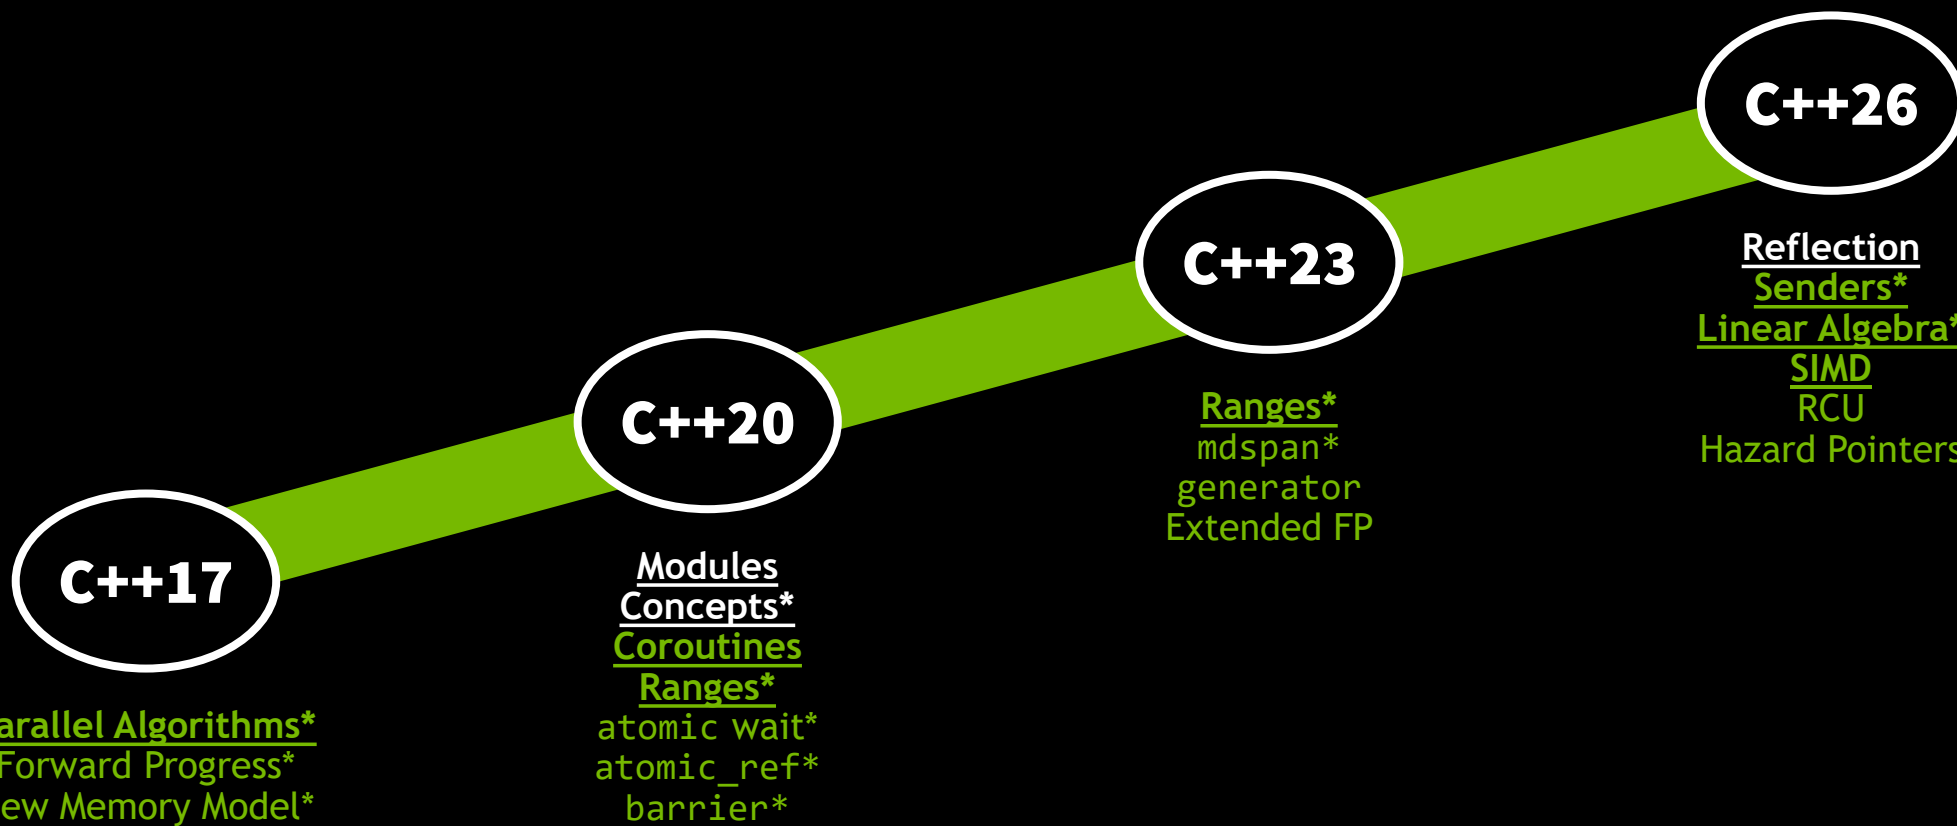 C++17
arallel Algorithms*
Forward Progress*
ew Memory Model*
C++20
Modules
Concepts*
Coroutines
Ranges*
atomic wait*
atomic_ref*
barrier*
C++23
Ranges*
mdspan*
generator
Extended FP
C++26
Reflection
Senders*
Linear Algebra*
SIMD
RCU
Hazard Pointers